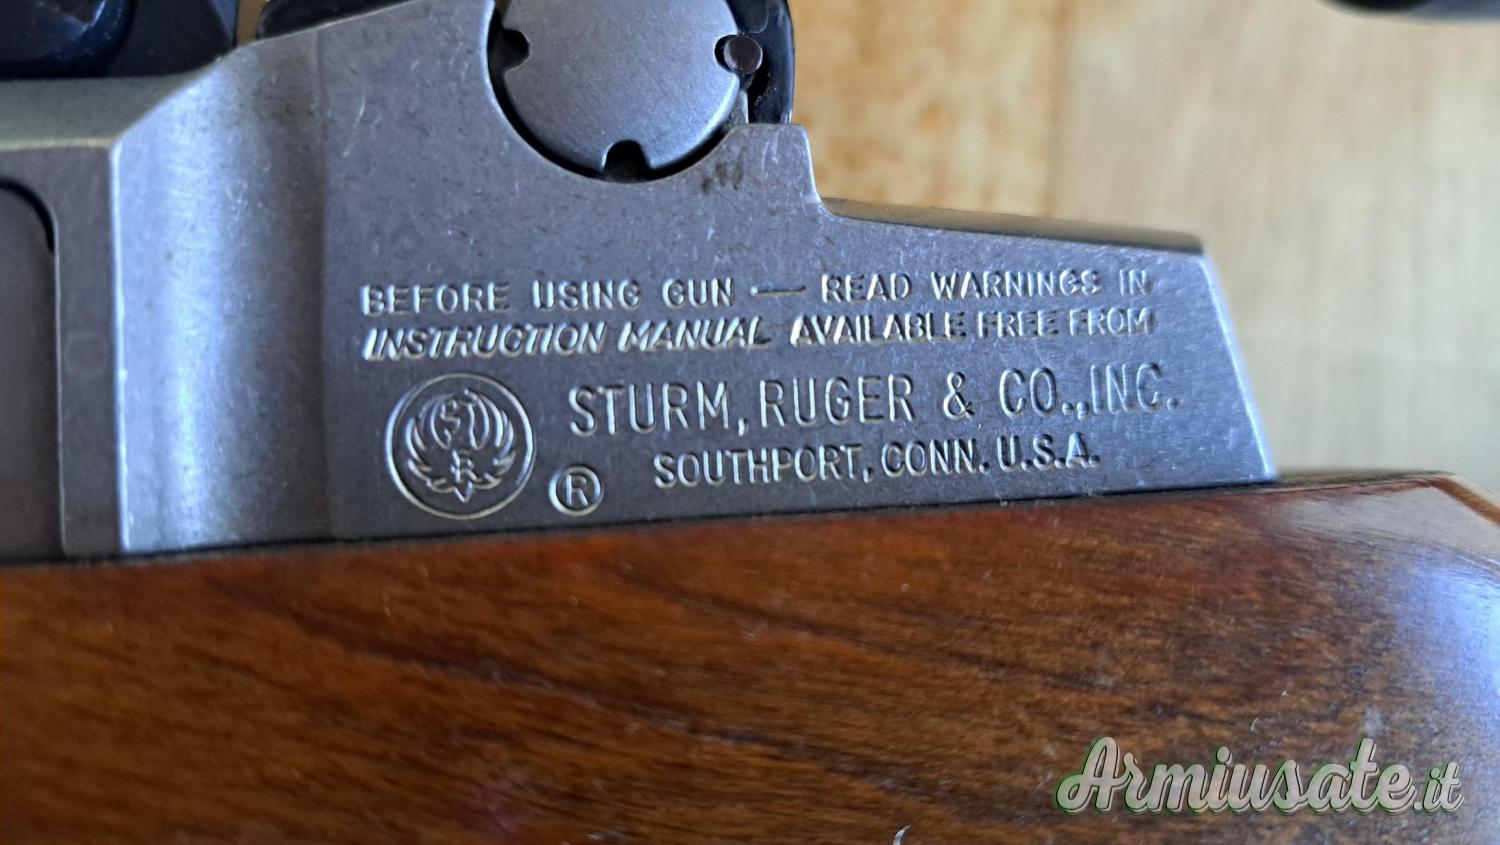 BEFORE USING GUN — READ WARNINGS IN
INSTRUCTION MANUAL AVAILABLE FREE FROM
STURM, RUGER & CO., INC.
SOUTHPORT, CONN. U.S.A.
®
Armiusate.it